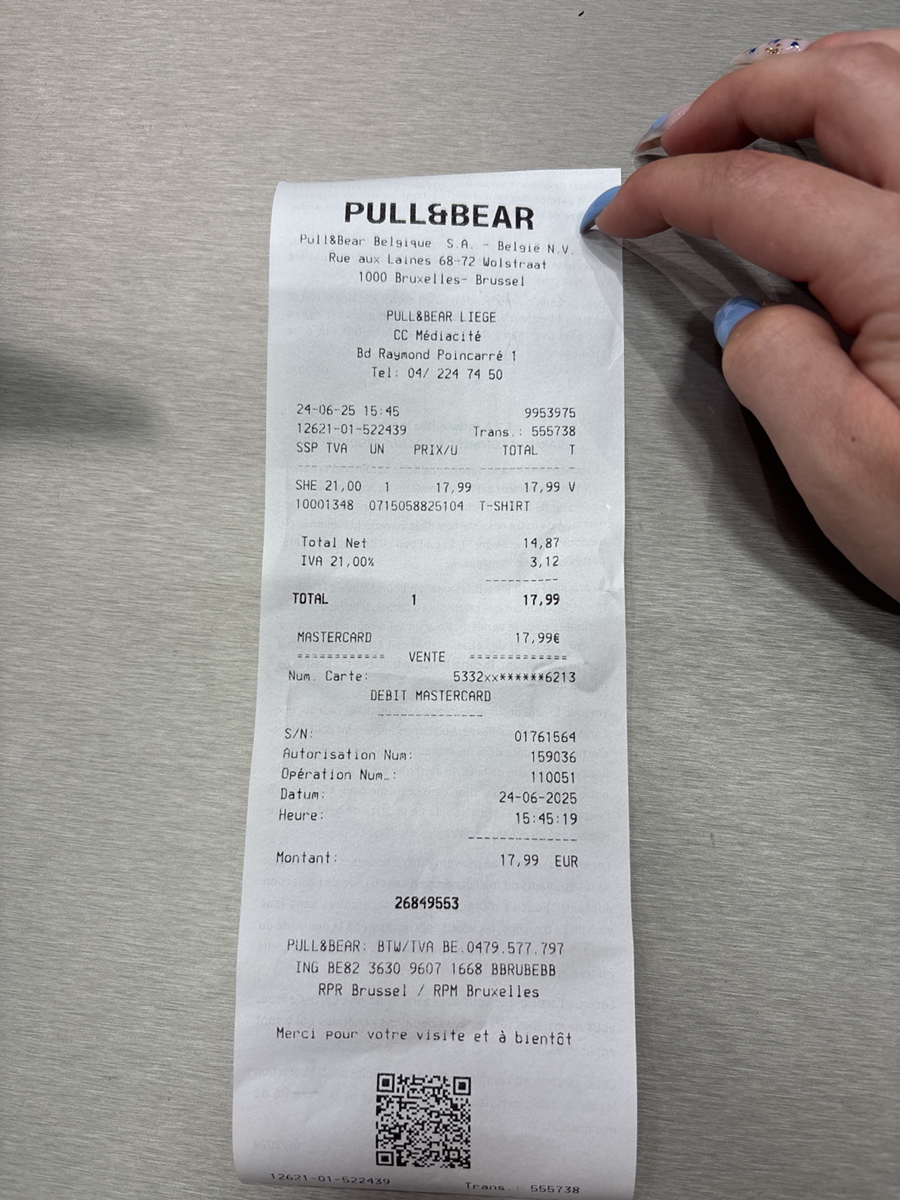 PULL&BEAR
Pull&Bear Belgique S.A. - België N.V.
Rue aux Laines 68-72 Wolstraat
1000 Bruxelles- Brussel
PULL&BEAR LIEGE
CC Médiacité
Bd Raymond Poincarré 1
Tel: 04/ 224 74 50
24-06-25 15:45 9953975
12621-01-522439 Trans.: 555738
SSP TVA UN PRIX/U TOTAL T
SHE 21,00 1 17,99 17,99 V
10001348 0715058825104 T-SHIRT
Total Net 14,87
IVA 21,00% 3,12
TOTAL 1 17,99
MASTERCARD 17,99€
============ VENTE =============
Num. Carte: 5332xx******6213
DEBIT MASTERCARD
S/N: 01761564
Autorisation Num: 159036
Opération Num.: 110051
Datum: 24-06-2025
Heure: 15:45:19
Montant: 17,99 EUR
26849553
PULL&BEAR: BTW/TVA BE.0479.577.797
ING BE82 3630 9607 1668 BBRUBEBB
RPR Brussel / RPM Bruxelles
Merci pour votre visite et à bientôt
12621-01-522439 Trans.: 555738